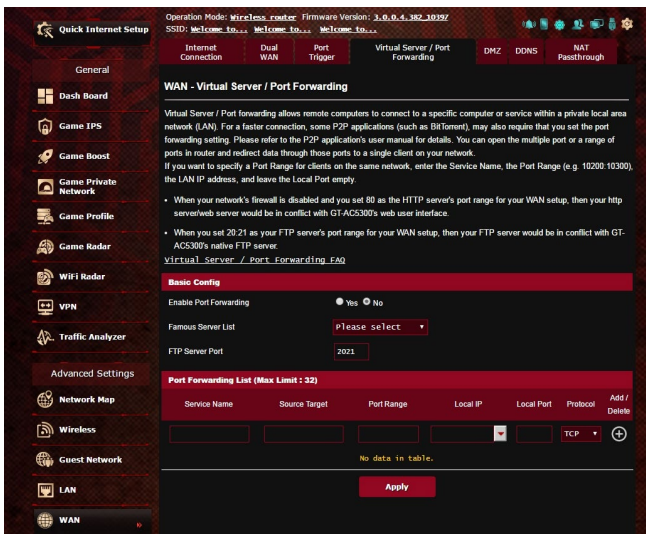 Quick Internet Setup
General
Dash Board
Game IPS
Game Boost
Game Private
Network
Game Profile
Game Radar
WiFi Radar
VPN
Traffic Analyzer
Advanced Settings
Network Map
Wireless
Guest Network
LAN
WAN
Operation Mode: Wireless router Firmware Version: 3.0.0.4.382_10397
SSID: Welcome to... Welcome to... Welcome to...
Internet Connection
Dual WAN
Port Trigger
Virtual Server / Port Forwarding
DMZ
DDNS
NAT Passthrough
WAN - Virtual Server / Port Forwarding
Virtual Server / Port forwarding allows remote computers to connect to a specific computer or service within a private local area
network (LAN). For a faster connection, some P2P applications (such as BitTorrent), may also require that you set the port
forwarding setting. Please refer to the P2P application's user manual for details. You can open the multiple port or a range of
ports in router and redirect data through those ports to a single client on your network.
If you want to specify a Port Range for clients on the same network, enter the Service Name, the Port Range (e.g. 10200:10300),
the LAN IP address, and leave the Local Port empty.
• When your network's firewall is disabled and you set 80 as the HTTP server's port range for your WAN setup, then your http
server/web server would be in conflict with GT-AC5300's web user interface.
• When you set 20:21 as your FTP server's port range for your WAN setup, then your FTP server would be in conflict with GT-
AC5300's native FTP server.
Virtual Server / Port Forwarding FAQ
Basic Config
Enable Port Forwarding Yes No
Famous Server List Please select
FTP Server Port 2021
Port Forwarding List (Max Limit : 32)
Service Name Source Target Port Range Local IP Local Port Protocol Add / Delete
TCP
No data in table.
Apply